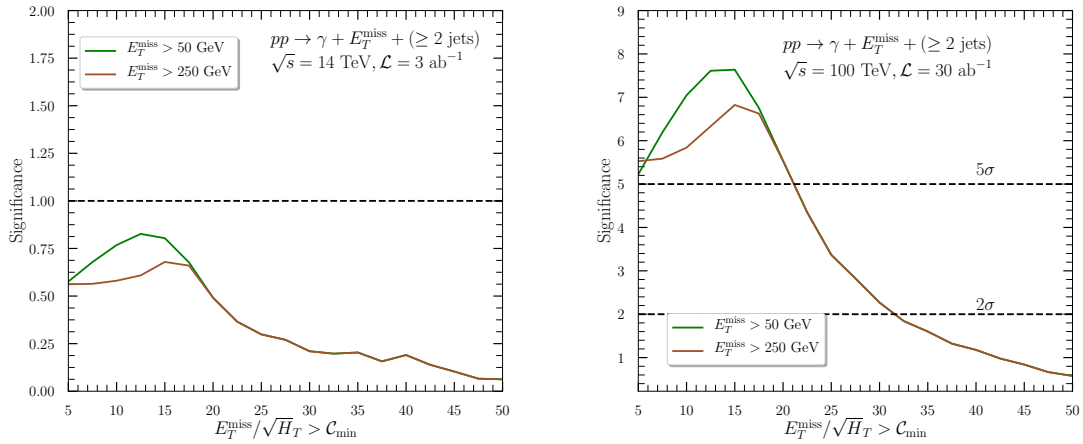 2.00
1.75
1.50
1.25
1.00
0.75
0.50
0.25
0.00
Significance
E_T^miss > 50 GeV
E_T^miss > 250 GeV
pp → γ + E_T^miss + (≥ 2 jets)
√s = 14 TeV, 𝓛 = 3 ab⁻¹
5 10 15 20 25 30 35 40 45 50
E_T^miss/√H_T > 𝒞_min
9
8
7
6
5
4
3
2
1
Significance
pp → γ + E_T^miss + (≥ 2 jets)
√s = 100 TeV, 𝓛 = 30 ab⁻¹
5σ
2σ
E_T^miss > 50 GeV
E_T^miss > 250 GeV
5 10 15 20 25 30 35 40 45 50
E_T^miss/√H_T > 𝒞_min